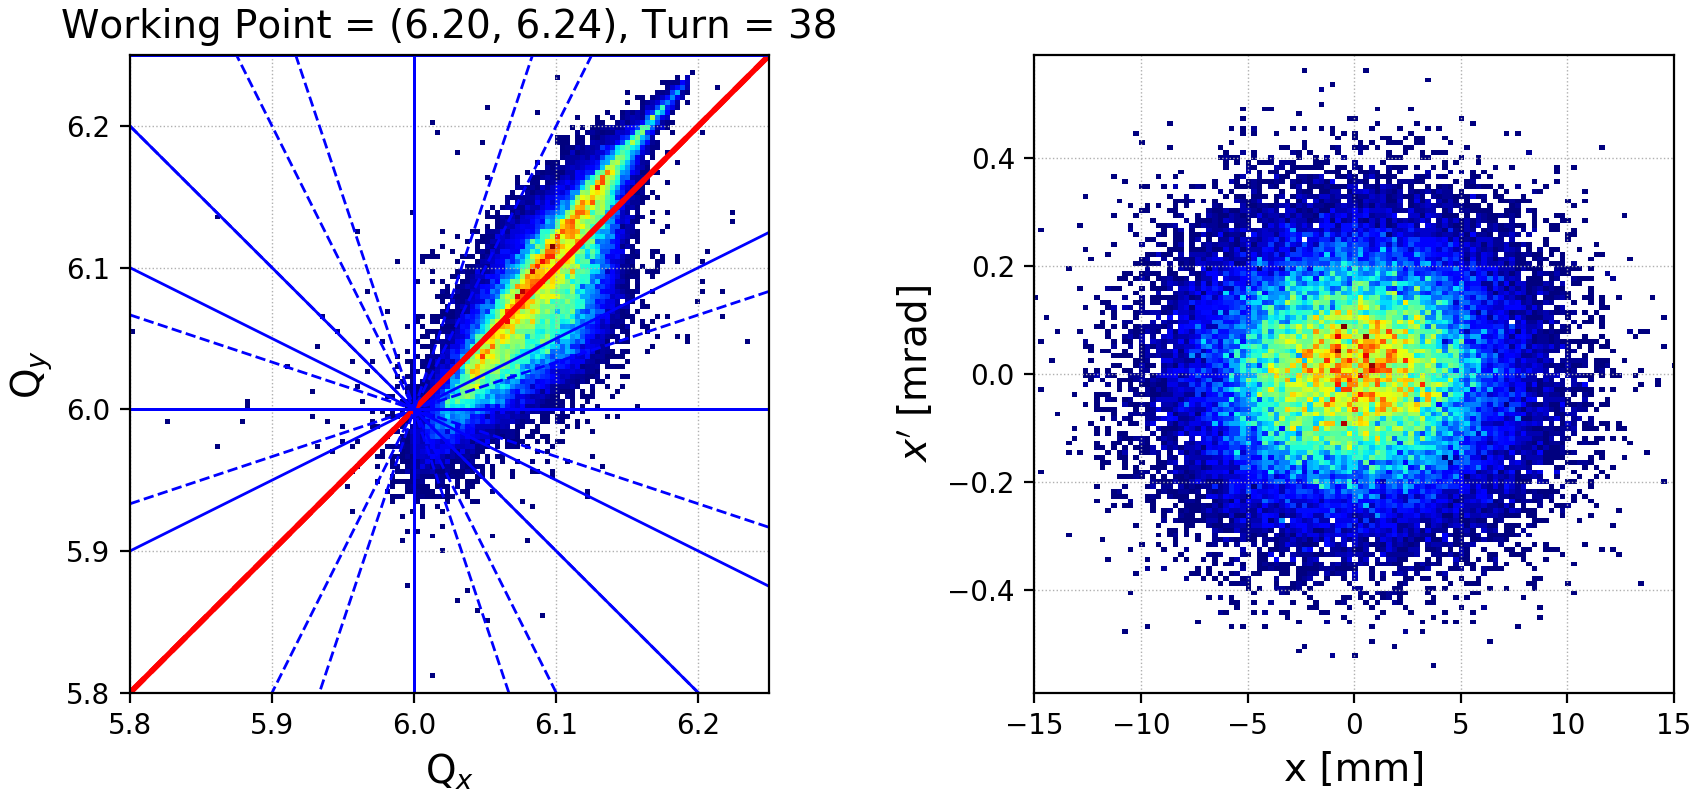 Working Point = (6.20, 6.24), Turn = 38
6.2
6.1
6.0
5.9
5.8
Q_y
5.8 5.9 6.0 6.1 6.2
Q_x
0.4
0.2
0.0
−0.2
−0.4
x′ [mrad]
−15 −10 −5 0 5 10 15
x [mm]